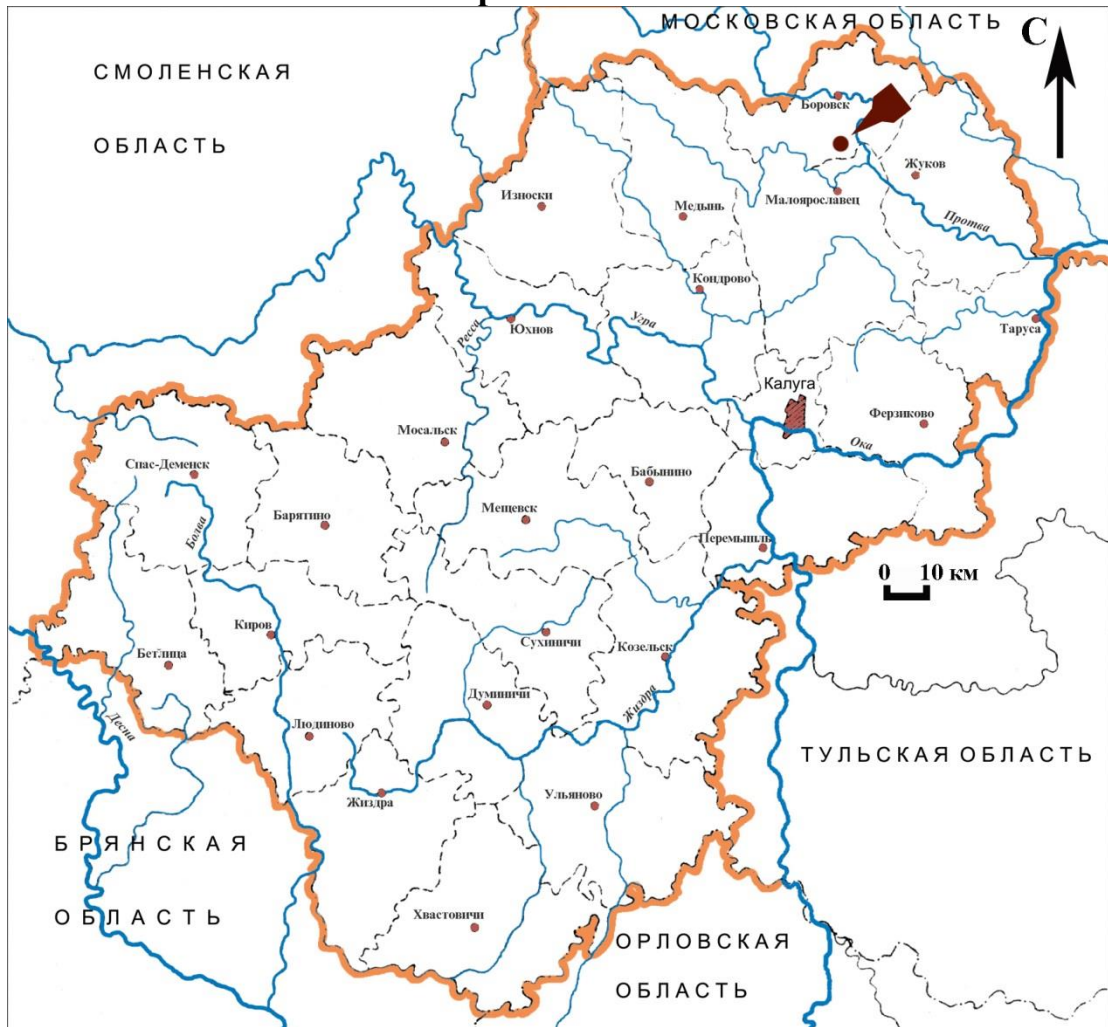 МОСКОВСКАЯ ОБЛАСТЬ
С
СМОЛЕНСКАЯ
ОБЛАСТЬ
Боровск
Жуков
Износки
Медынь
Малоярославец
Протва
Кондрово
Таруса
Угра
Юхнов
Ресса
Калуга
Ферзиково
Ока
Мосальск
Спас-Деменск
Бабынино
Барятино
Мещевск
Болва
Перемышль
0 10 км
Киров
Сухиничи
Козельск
Бетлица
Думиничи
Жиздра
Десна
Людиново
ТУЛЬСКАЯ ОБЛАСТЬ
Жиздра
Ульяново
БРЯНСКАЯ
ОБЛАСТЬ
Хвастовичи
ОРЛОВСКАЯ
ОБЛАСТЬ